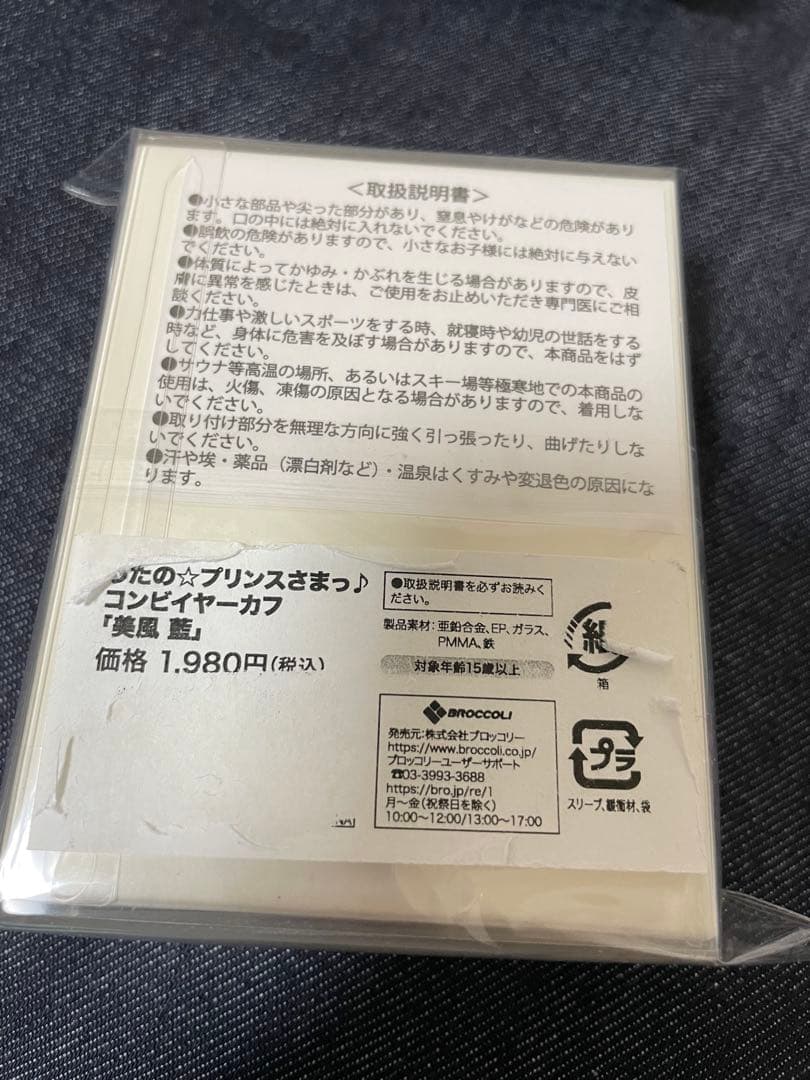 ＜取扱説明書＞
●小さな部品や尖った部分があり、窒息やけがなどの危険があり
ます。口の中には絶対に入れないでください。
●誤飲の危険がありますので、小さなお子様には絶対に与えない
でください。
●体質によってかゆみ・かぶれを生じる場合がありますので、皮
膚に異常を感じたときは、ご使用をお止めいただき専門医にご相
談ください。
●力仕事や激しいスポーツをする時、就寝時や幼児の世話をする
時など、身体に危害を及ぼす場合がありますので、本商品をはず
してください。
●サウナ等高温の場所、あるいはスキー場等極寒地での本商品の
使用は、火傷、凍傷の原因となる場合がありますので、着用しな
いでください。
●取り付け部分を無理な方向に強く引っ張ったり、曲げたりしな
いでください。
●汗や埃・薬品（漂白剤など）・温泉はくすみや変退色の原因にな
ります。
うたの☆プリンスさまっ♪
コンビイヤーカフ
「美風 藍」
価格 1,980円(税込)
●取扱説明書を必ずお読みく
ださい。
製品素材:亜鉛合金、EP、ガラス、
PMMA、鉄
対象年齢15歳以上
紙
箱
BROCCOLI
発売元:株式会社ブロッコリー
https://www.broccoli.co.jp/
ブロッコリーユーザーサポート
☎03-3993-3688
https://bro.jp/re/1
月〜金(祝祭日を除く)
10:00〜12:00/13:00〜17:00
プラ
スリーブ、緩衝材、袋